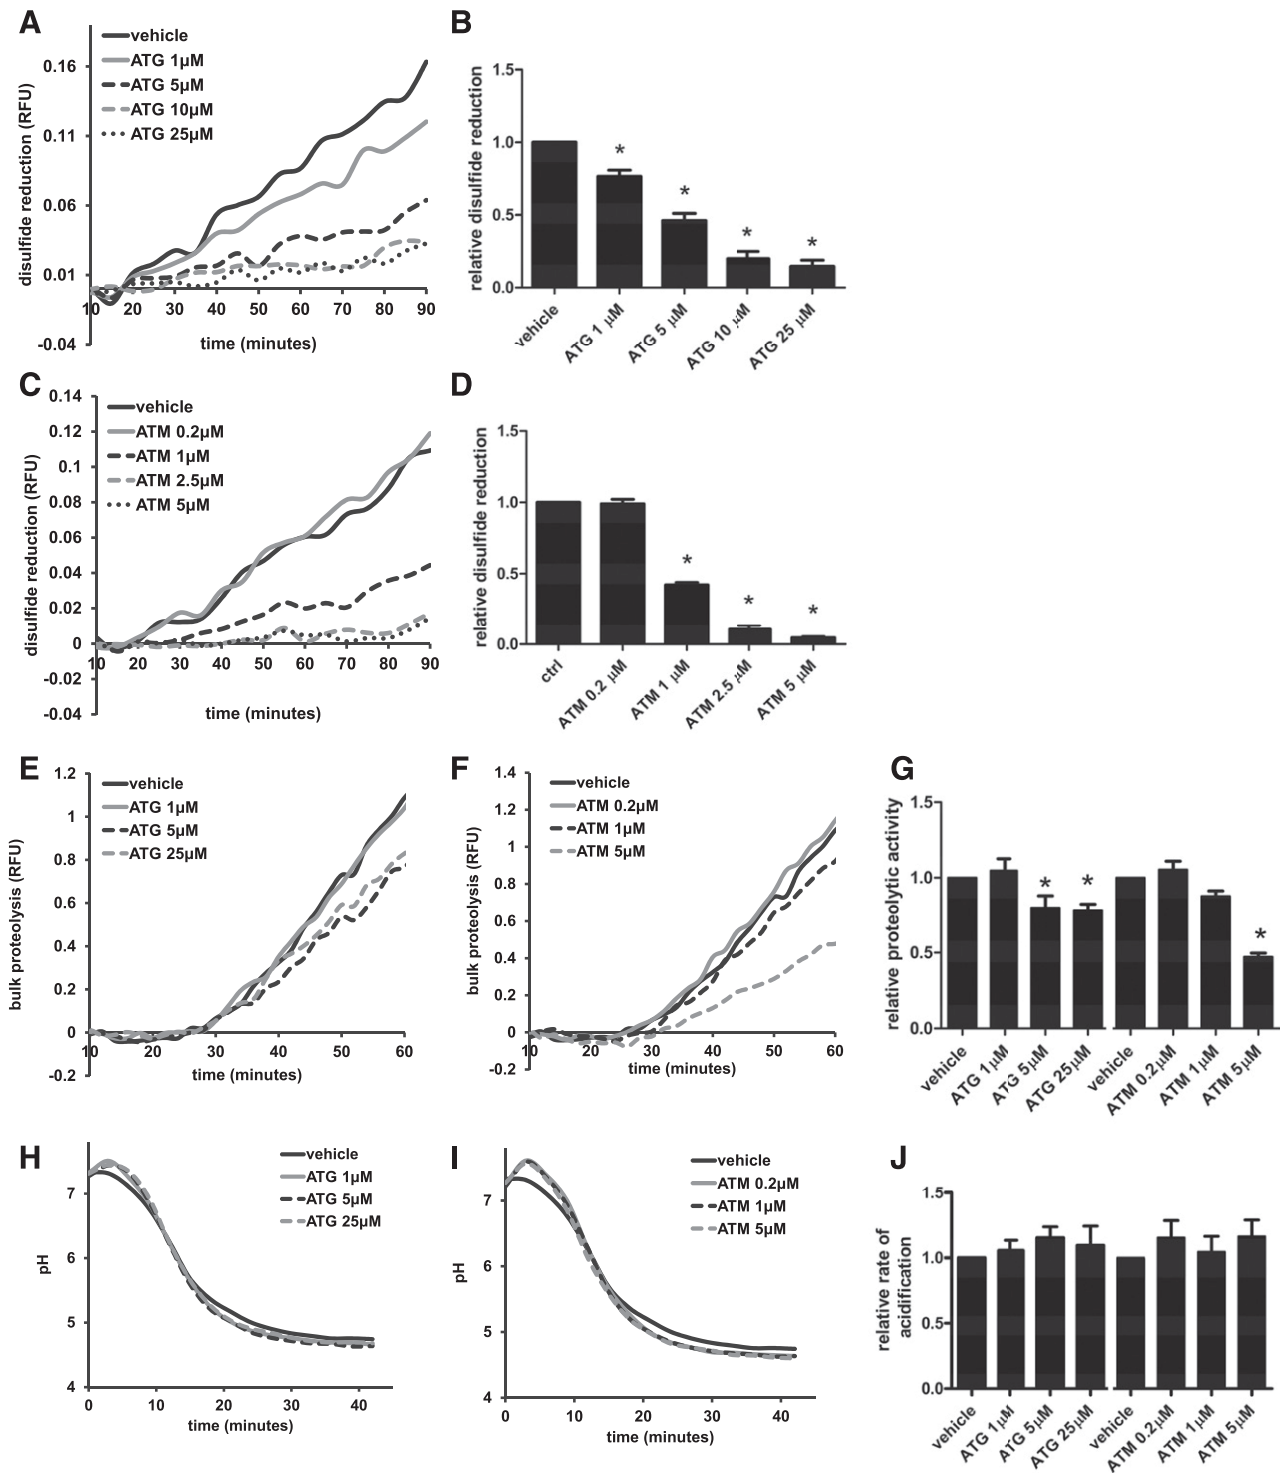 A
vehicle
ATG 1μM
ATG 5μM
ATG 10μM
ATG 25μM
0.16
0.11
0.06
0.01
-0.04
disulfide reduction (RFU)
10 20 30 40 50 60 70 80 90
time (minutes)
B
1.5
1.0
0.5
0.0
relative disulfide reduction
* * * *
vehicle
ATG 1 μM
ATG 5 μM
ATG 10 μM
ATG 25 μM
C
vehicle
ATM 0.2μM
ATM 1μM
ATM 2.5μM
ATM 5μM
0.14
0.12
0.1
0.08
0.06
0.04
0.02
0
-0.02
-0.04
disulfide reduction (RFU)
10 20 30 40 50 60 70 80 90
time (minutes)
D
1.5
1.0
0.5
0.0
relative disulfide reduction
* * *
ctrl
ATM 0.2 μM
ATM 1 μM
ATM 2.5 μM
ATM 5 μM
E
vehicle
ATG 1μM
ATG 5μM
ATG 25μM
1.2
1
0.8
0.6
0.4
0.2
0
-0.2
bulk proteolysis (RFU)
10 20 30 40 50 60
time (minutes)
F
vehicle
ATM 0.2μM
ATM 1μM
ATM 5μM
1.4
1.2
1
0.8
0.6
0.4
0.2
0
-0.2
bulk proteolysis (RFU)
10 20 30 40 50 60
time (minutes)
G
1.5
1.0
0.5
0.0
relative proteolytic activity
* * *
vehicle
ATG 1μM
ATG 5μM
ATG 25μM
vehicle
ATM 0.2μM
ATM 1μM
ATM 5μM
H
vehicle
ATG 1μM
ATG 5μM
ATG 25μM
7
6
5
4
pH
0 10 20 30 40
time (minutes)
I
vehicle
ATM 0.2μM
ATM 1μM
ATM 5μM
7
6
5
4
pH
0 10 20 30 40
time (minutes)
J
1.5
1.0
0.5
0.0
relative rate of
acidification
vehicle
ATG 1μM
ATG 5μM
ATG 25μM
vehicle
ATM 0.2μM
ATM 1μM
ATM 5μM